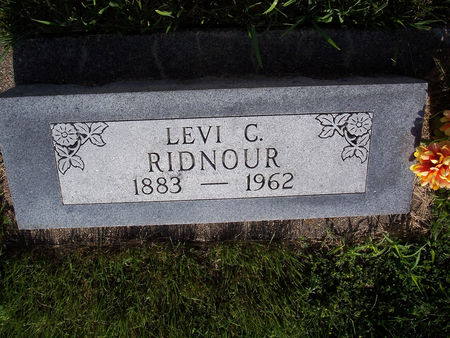 LEVI C.
RIDNOUR
1883 — 1962